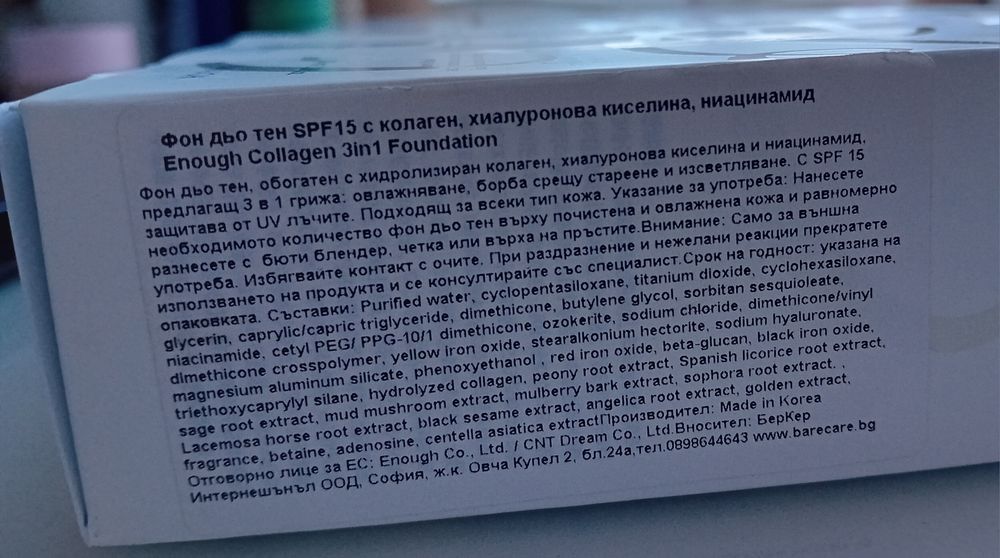 Фон дьо тен SPF15 с колаген, хиалуронова киселина, ниацинамид
Enough Collagen 3in1 Foundation
Фон дьо тен, обогатен с хидролизиран колаген, хиалуронова киселина и ниацинамид,
предлагащ 3 в 1 грижа: овлажняване, борба срещу стареене и изсветляване. С SPF 15
защитава от UV лъчите. Подходящ за всеки тип кожа. Указание за употреба: Нанесете
необходимото количество фон дьо тен върху почистена и овлажнена кожа и равномерно
разнесете с бюти блендер, четка или върха на пръстите.Внимание: Само за външна
употреба. Избягвайте контакт с очите. При раздразнение и нежелани реакции прекратете
използването на продукта и се консултирайте със специалист.Срок на годност: указана на
опаковката. Съставки: Purified water, cyclopentasiloxane, titanium dioxide, cyclohexasiloxane,
glycerin, caprylic/capric triglyceride, dimethicone, butylene glycol, sorbitan sesquioleate,
niacinamide, cetyl PEG/ PPG-10/1 dimethicone, ozokerite, sodium chloride, dimethicone/vinyl
dimethicone crosspolymer, yellow iron oxide, stearalkonium hectorite, sodium hyaluronate,
magnesium aluminum silicate, phenoxyethanol , red iron oxide, beta-glucan, black iron oxide,
triethoxycaprylyl silane, hydrolyzed collagen, peony root extract, Spanish licorice root extract,
sage root extract, mud mushroom extract, mulberry bark extract, sophora root extract. ,
Lacemosa horse root extract, black sesame extract, angelica root extract, golden extract,
fragrance, betaine, adenosine, centella asiatica extractПроизводител: Made in Korea
Отговорно лице за ЕС: Enough Co., Ltd. / CNT Dream Co., Ltd.Вносител: БерКер
Интернешънъл ООД, София, ж.к. Овча Купел 2, бл.24а,тел.0898644643 www.barecare.bg